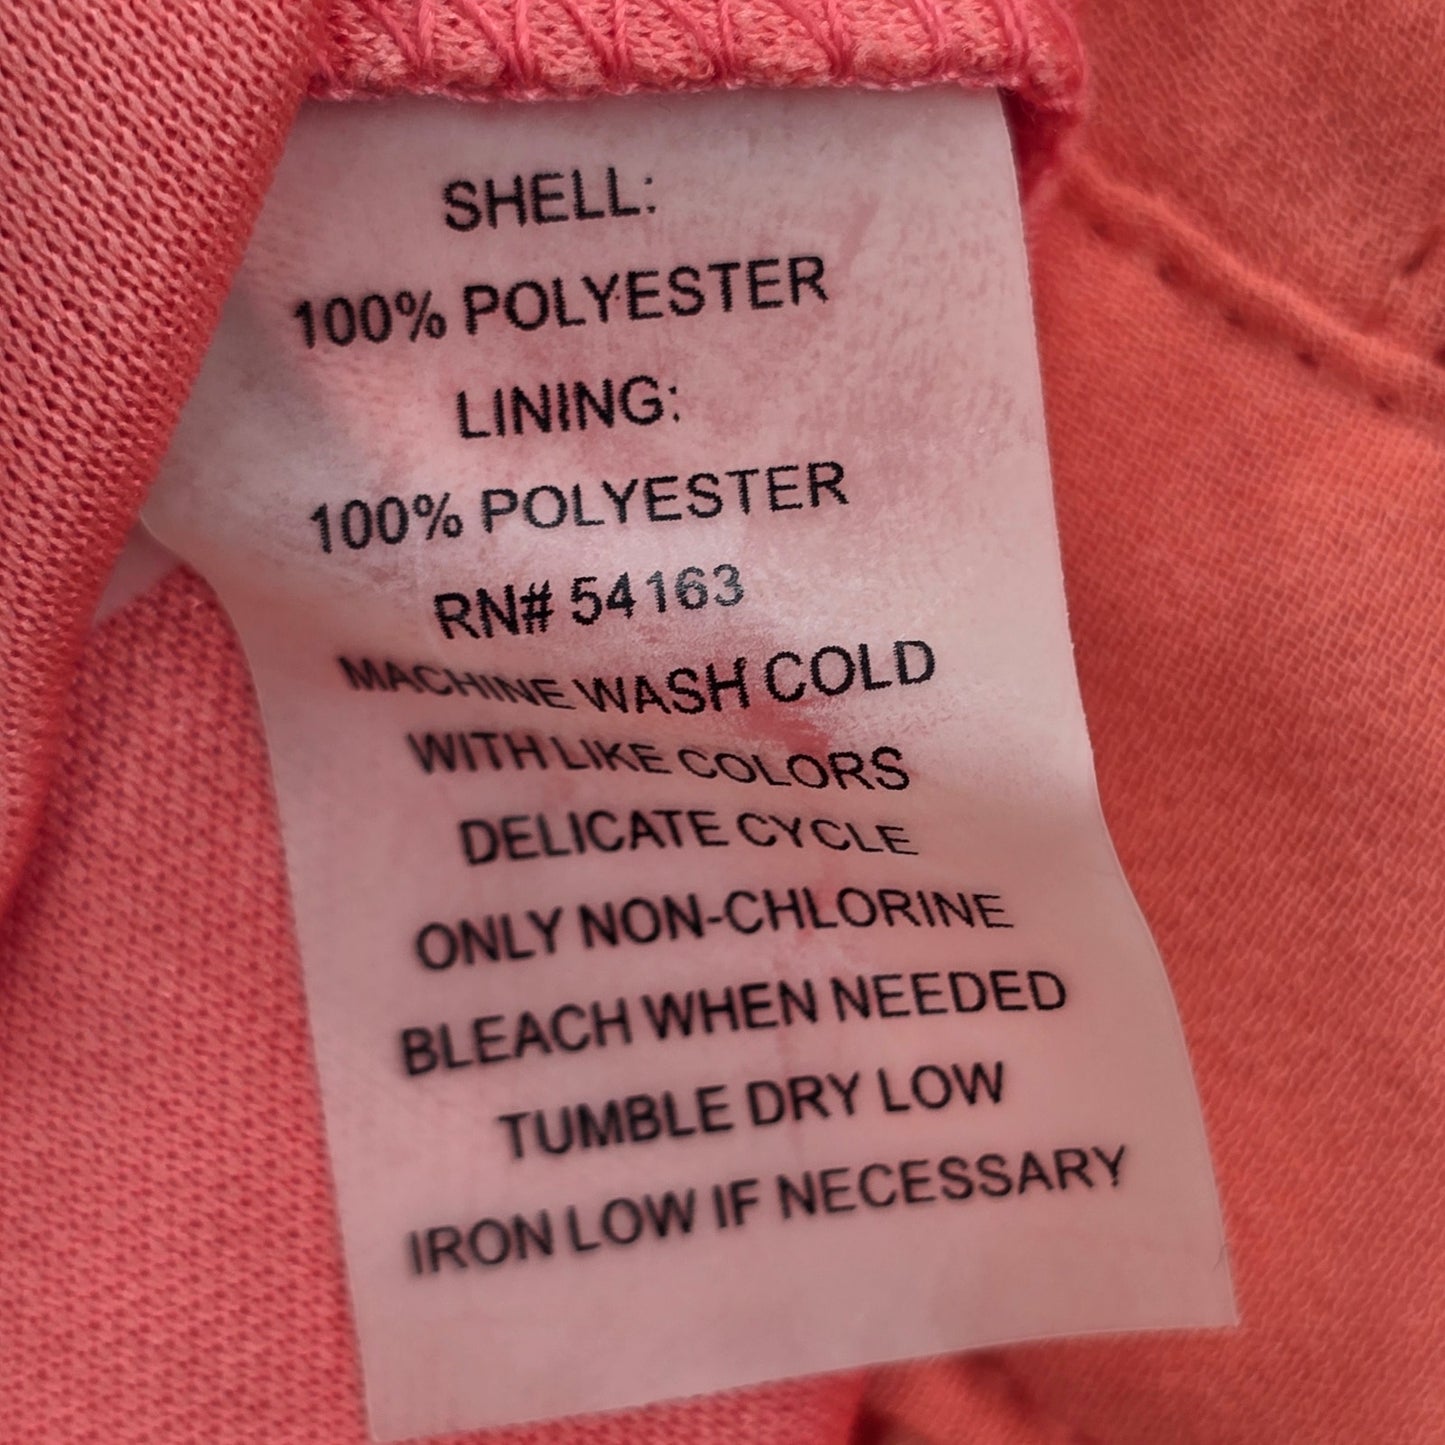 SHELL:
100% POLYESTER
LINING:
100% POLYESTER
RN# 54163
MACHINE WASH COLD
WITH LIKE COLORS
DELICATE CYCLE
ONLY NON-CHLORINE
BLEACH WHEN NEEDED
TUMBLE DRY LOW
IRON LOW IF NECESSARY